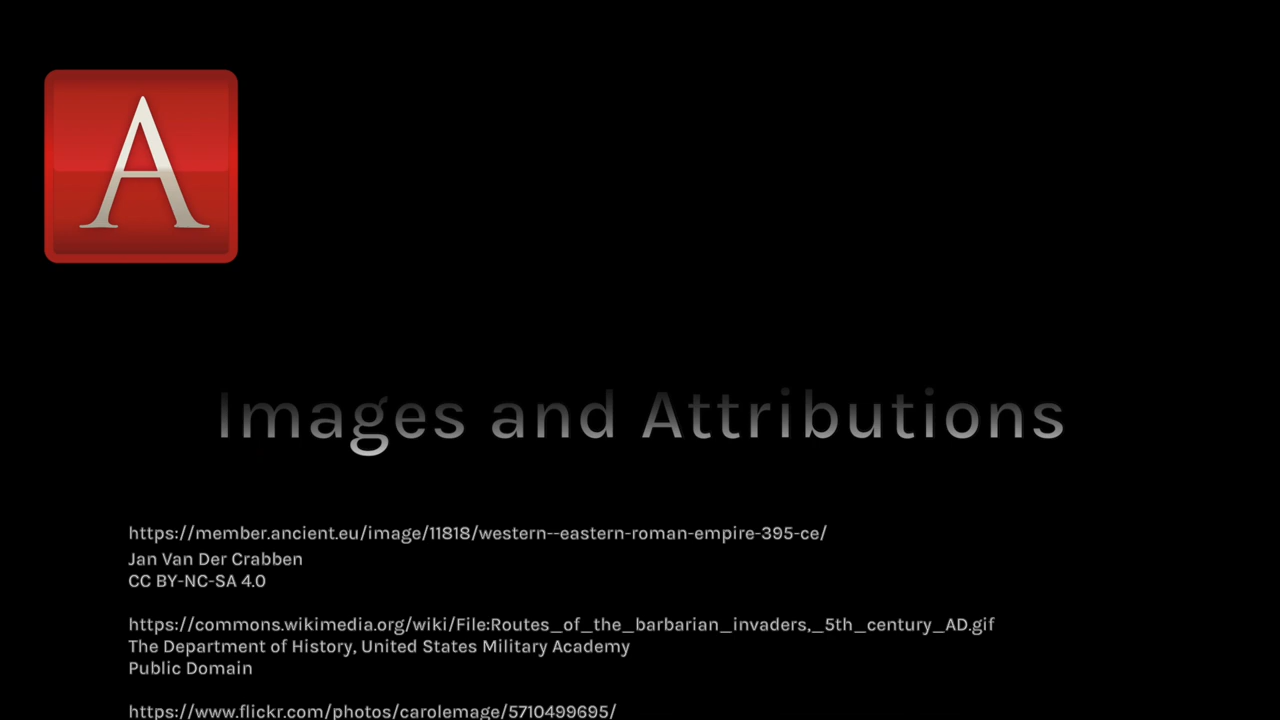 A
Images and Attributions
https://member.ancient.eu/image/11818/western--eastern-roman-empire-395-ce/
Jan Van Der Crabben
CC BY-NC-SA 4.0
https://commons.wikimedia.org/wiki/File:Routes_of_the_barbarian_invaders,_5th_century_AD.gif
The Department of History, United States Military Academy
Public Domain
https://www.flickr.com/photos/carolemage/5710499695/